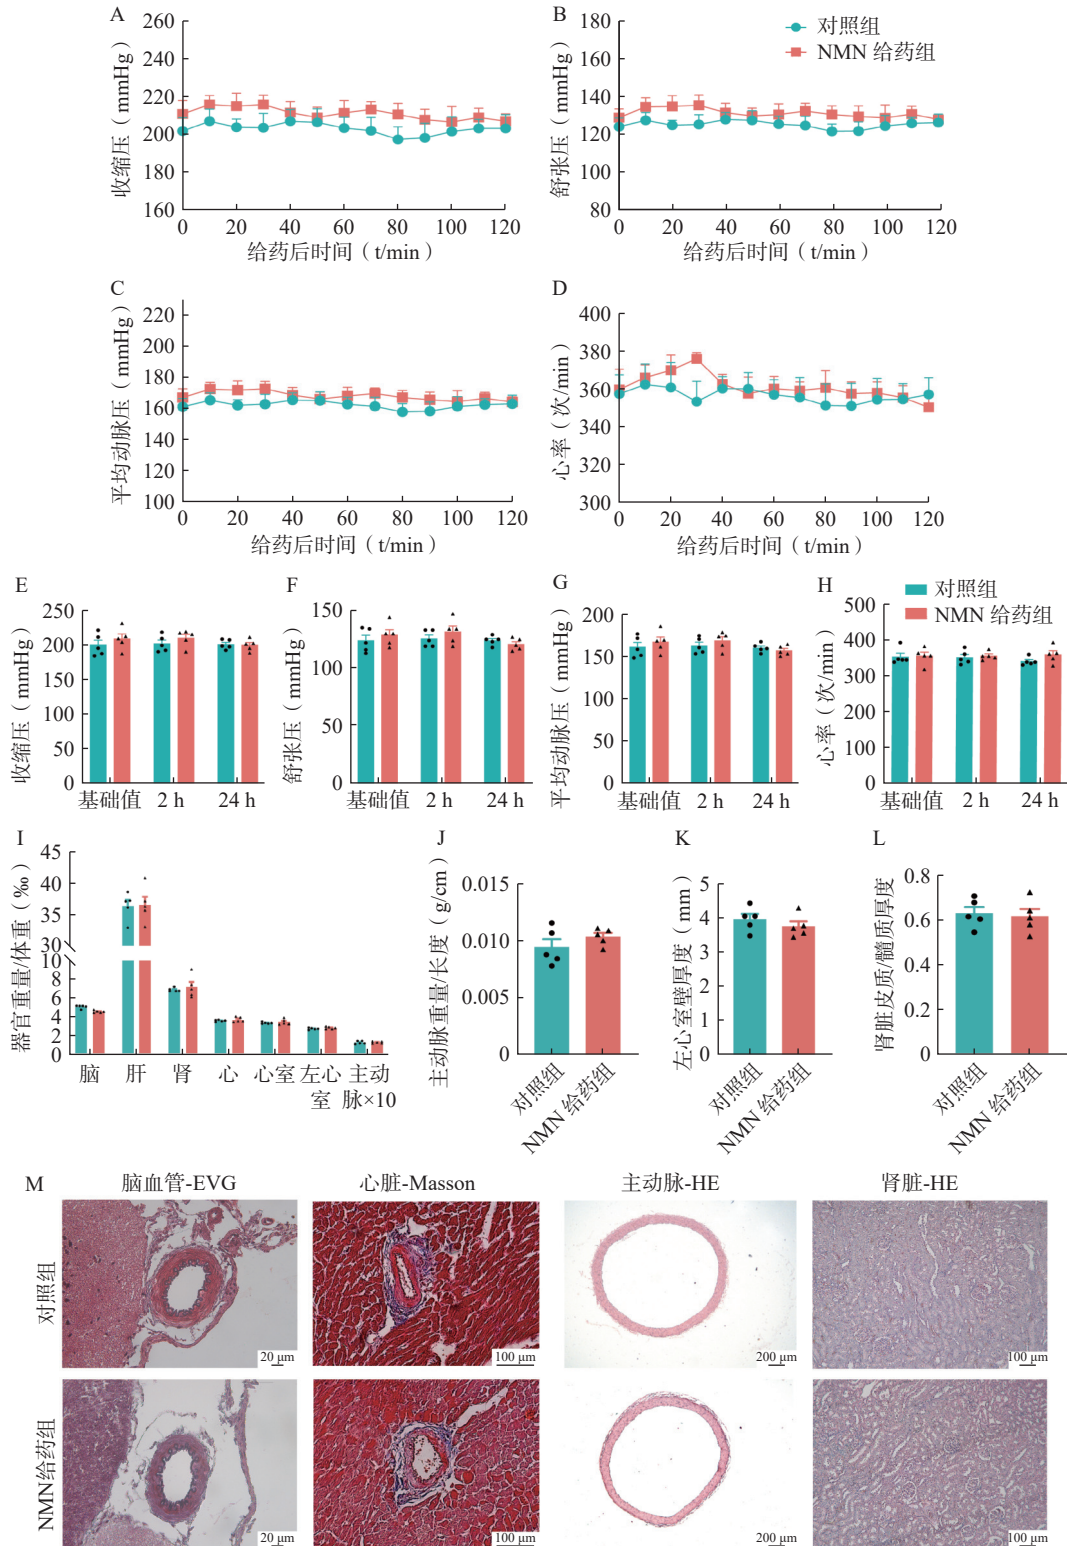 A
收缩压（mmHg）
260
240
220
200
180
160
0 20 40 60 80 100 120
给药后时间（t/min）
B
舒张压（mmHg）
180
160
140
120
100
80
0 20 40 60 80 100 120
给药后时间（t/min）
对照组
NMN 给药组
C
平均动脉压（mmHg）
220
200
180
160
140
120
100
0 20 40 60 80 100 120
给药后时间（t/min）
D
心率（次/min）
400
380
360
340
320
300
0 20 40 60 80 100 120
给药后时间（t/min）
E
收缩压（mmHg）
250
200
150
100
50
0
基础值 2 h 24 h
F
舒张压（mmHg）
150
100
50
0
基础值 2 h 24 h
G
平均动脉压（mmHg）
200
150
100
50
0
基础值 2 h 24 h
H
心率（次/min）
500
400
300
200
100
0
基础值 2 h 24 h
对照组
NMN 给药组
I
器官重量/体重（‰）
45
40
35
30
10
8
6
4
2
0
脑 肝 肾 心 心室 左心室 主动脉×10
J
主动脉重量/长度（g/cm）
0.015
0.010
0.005
0
对照组
NMN 给药组
K
左心室壁厚度（mm）
5
4
3
2
1
0
对照组
NMN 给药组
L
肾脏皮质/髓质厚度
0.8
0.6
0.4
0.2
0
对照组
NMN 给药组
M
脑血管-EVG 心脏-Masson 主动脉-HE 肾脏-HE
对照组
20 μm 100 μm 200 μm 100 μm
NMN 给药组
20 μm 100 μm 200 μm 100 μm